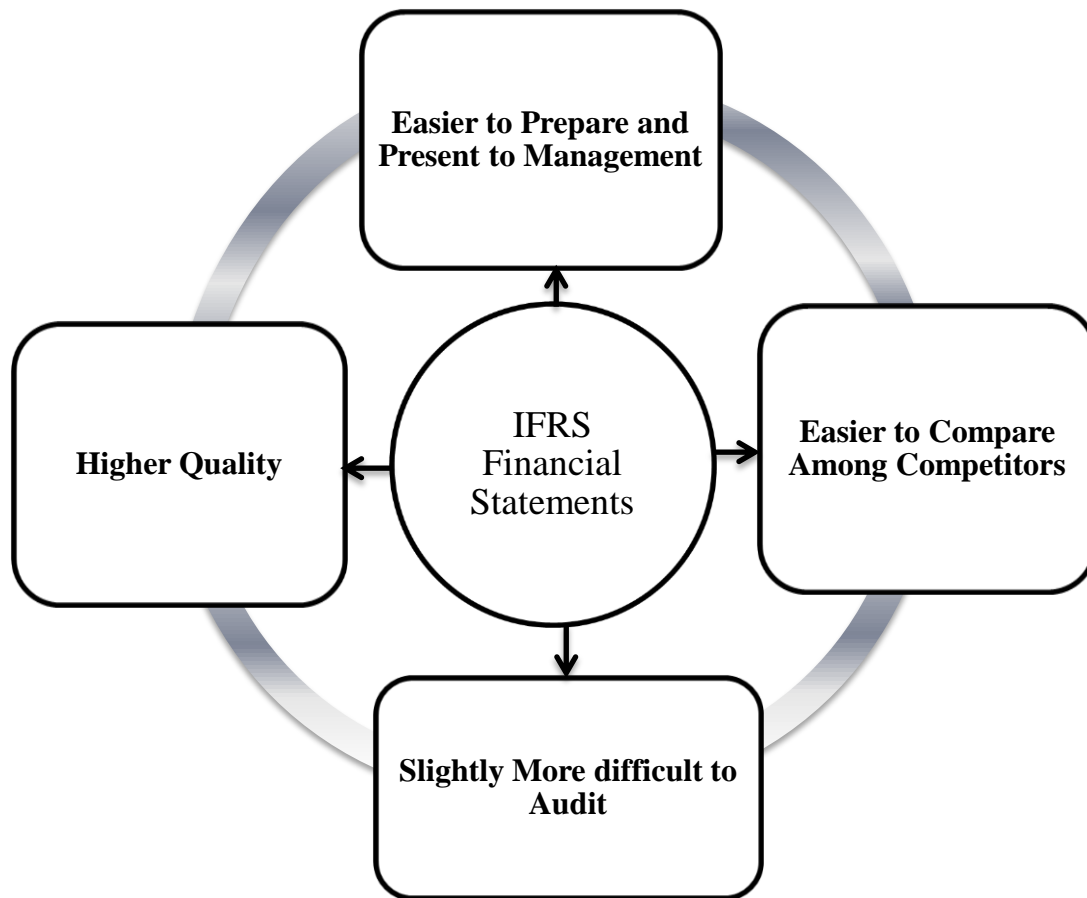 Easier to Prepare and
Present to Management
Higher Quality
IFRS
Financial
Statements
Easier to Compare
Among Competitors
Slightly More difficult to
Audit